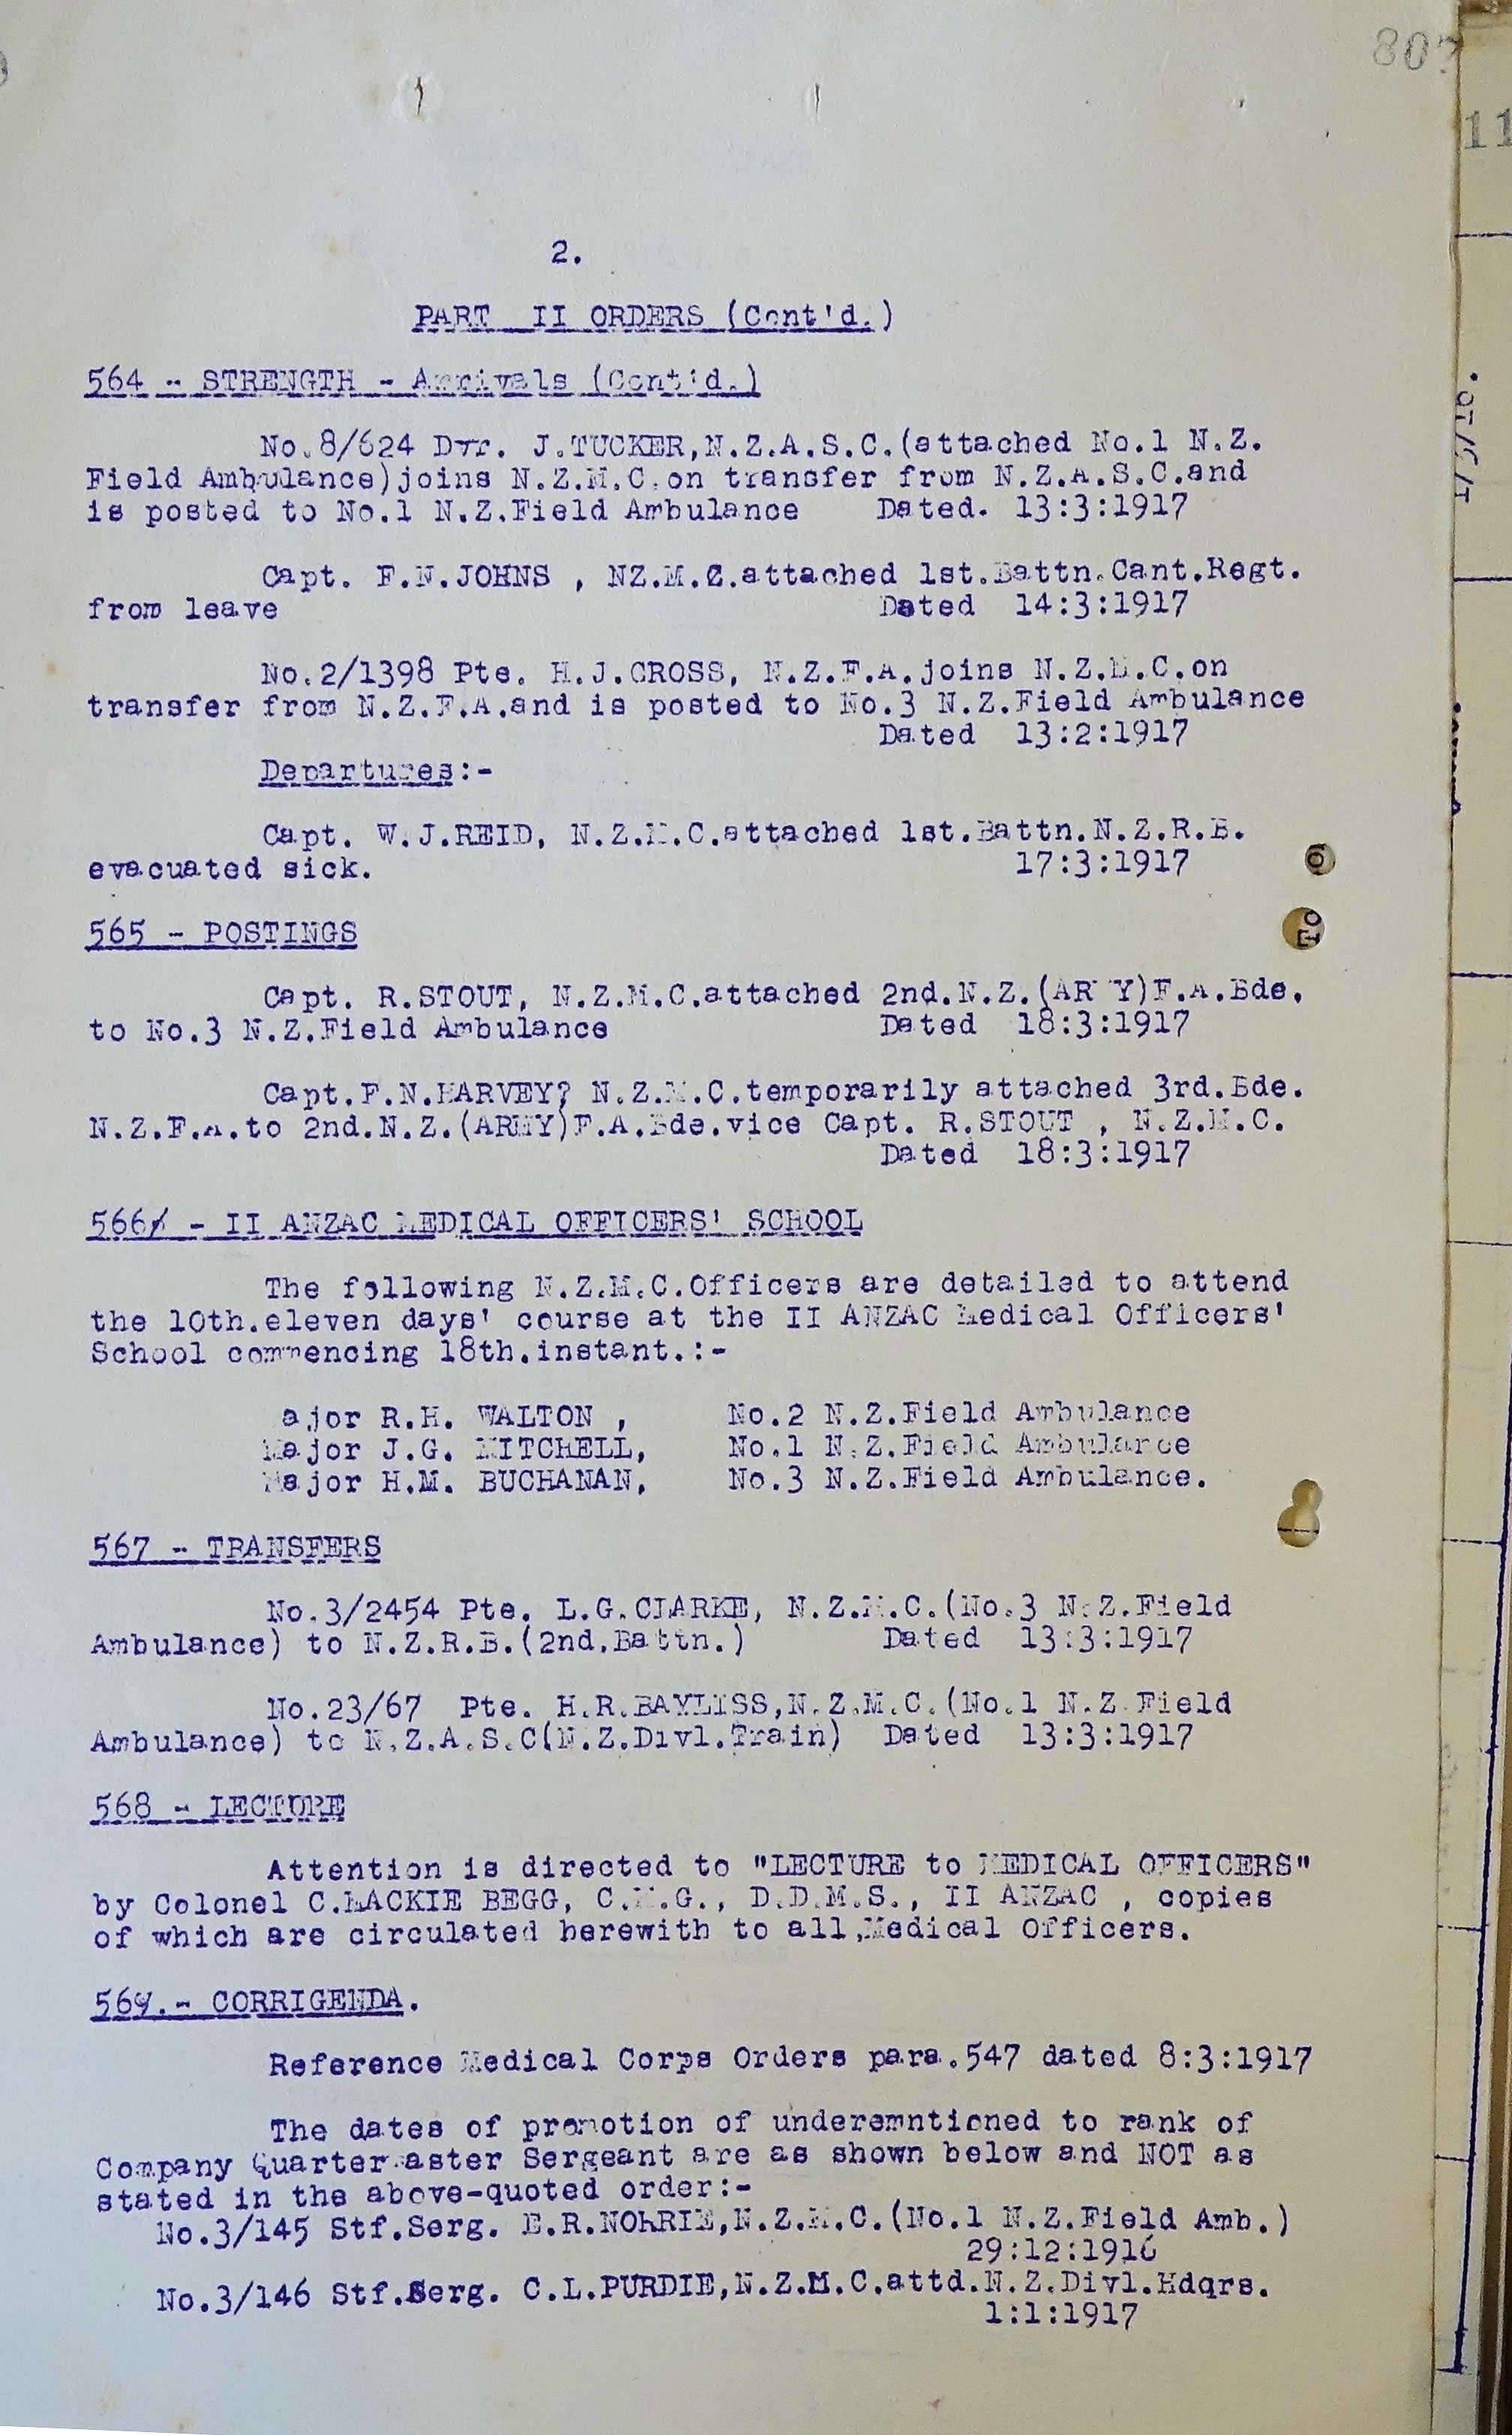 80
11
2.
PART II ORDERS (Cont'd.)
564 - STRENGTH - Arrivals (Cont'd.)
No.8/624 Dvr. J.TUCKER,N.Z.A.S.C.(attached No.1 N.Z.
Field Ambulance)joins N.Z.M.C.on transfer from N.Z.A.S.C.and
is posted to No.1 N.Z.Field Ambulance Dated. 13:3:1917
Capt. F.N.JOHNS , NZ.M.C.attached 1st.Battn.Cant.Regt.
from leave Dated 14:3:1917
No.2/1398 Pte. H.J.CROSS, N.Z.F.A.joins N.Z.M.C.on
transfer from N.Z.F.A.and is posted to No.3 N.Z.Field Ambulance
Dated 13:2:1917
Departures:-
Capt. W.J.REID, N.Z.M.C.attached 1st.Battn.N.Z.R.B.
evacuated sick. 17:3:1917
565 - POSTINGS
To
Capt. R.STOUT, N.Z.M.C.attached 2nd.N.Z.(AR Y)F.A.Bde.
to No.3 N.Z.Field Ambulance Dated 18:3:1917
Capt.F.N.HARVEY? N.Z.M.C.temporarily attached 3rd.Bde.
N.Z.F.A.to 2nd.N.Z.(ARMY)F.A.Bde.vice Capt. R.STOUT , N.Z.M.C.
Dated 18:3:1917
566 - II ANZAC MEDICAL OFFICERS' SCHOOL
The following N.Z.M.C.Officers are detailed to attend
the 10th.eleven days' course at the II ANZAC Medical Officers'
School commencing 18th.instant.:-
ajor R.H. WALTON , No.2 N.Z.Field Ambulance
Major J.G. MITCHELL, No.1 N.Z.Field Ambulance
Major H.M. BUCHANAN, No.3 N.Z.Field Ambulance.
567 - TRANSFERS
No.3/2454 Pte. L.G.CLARKE, N.Z.M.C.(No.3 N.Z.Field
Ambulance) to N.Z.R.B.(2nd.Battn.) Dated 13:3:1917
No.23/67 Pte. H.R.BAYLISS,N.Z.M.C.(No.1 N.Z.Field
Ambulance) to N.Z.A.S.C(N.Z.Divl.Train) Dated 13:3:1917
568 - LECTURE
Attention is directed to "LECTURE to MEDICAL OFFICERS"
by Colonel C.MACKIE BEGG, C.M.G., D.D.M.S., II ANZAC , copies
of which are circulated herewith to all,Medical Officers.
569.- CORRIGENDA.
Reference Medical Corps Orders para.547 dated 8:3:1917
The dates of promotion of underemntioned to rank of
Company Quarter aster Sergeant are as shown below and NOT as
stated in the above-quoted order:-
No.3/145 Stf.Serg. E.R.NORRIE,N.Z.M.C.(No.1 N.Z.Field Amb.)
29:12:1916
No.3/146 Stf.Serg. C.L.PURDIE,N.Z.M.C.attd.N.Z.Divl.Hdqrs.
1:1:1917